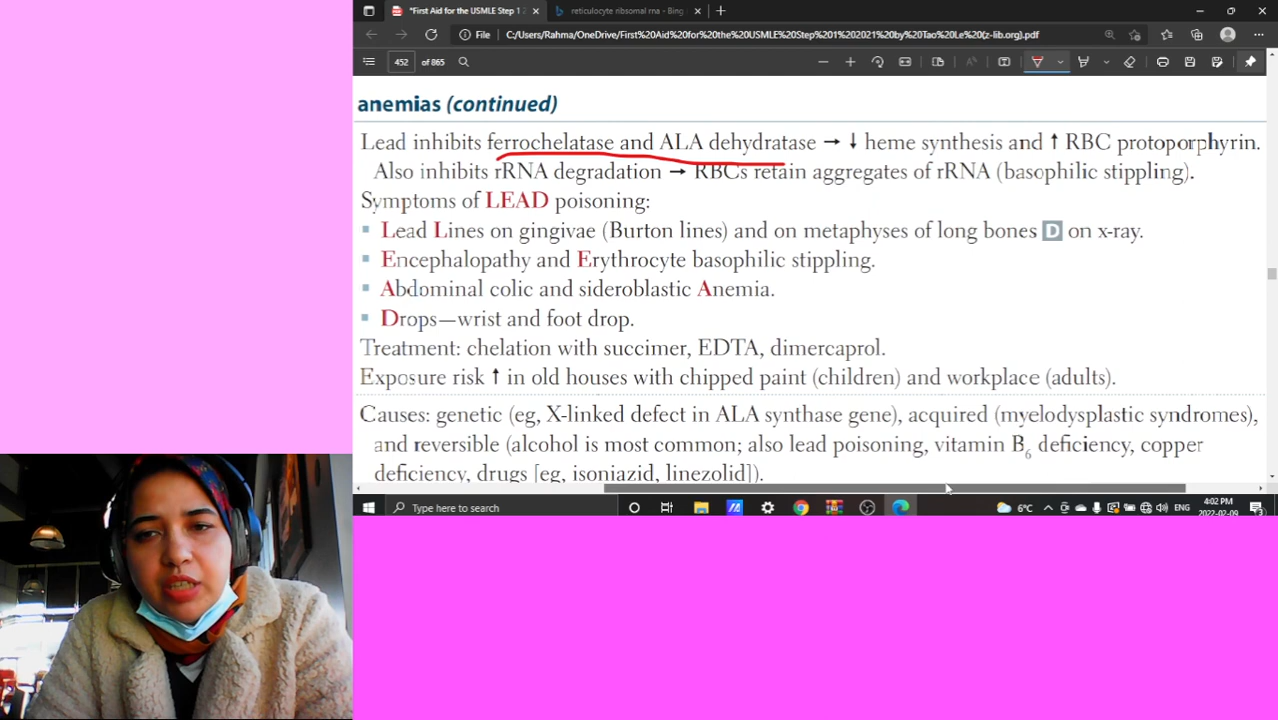 *First Aid for the USMLE Step 1 2
reticulocyte ribsomal rna - Bing
File
C:/Users/Rahma/OneDrive/First%20Aid%20for%20the%20USMLE%20Step%201%202021%20by%20Tao%20Le%20(z-lib.org).pdf
452 of 865
anemias (continued)
Lead inhibits ferrochelatase and ALA dehydratase → ↓ heme synthesis and ↑ RBC protoporphyrin.
Also inhibits rRNA degradation → RBCs retain aggregates of rRNA (basophilic stippling).
Symptoms of LEAD poisoning:
▪ Lead Lines on gingivae (Burton lines) and on metaphyses of long bones D on x-ray.
▪ Encephalopathy and Erythrocyte basophilic stippling.
▪ Abdominal colic and sideroblastic Anemia.
▪ Drops—wrist and foot drop.
Treatment: chelation with succimer, EDTA, dimercaprol.
Exposure risk ↑ in old houses with chipped paint (children) and workplace (adults).
Causes: genetic (eg, X-linked defect in ALA synthase gene), acquired (myelodysplastic syndromes),
and reversible (alcohol is most common; also lead poisoning, vitamin B6 deficiency, copper
deficiency, drugs [eg, isoniazid, linezolid]).
Type here to search
6°C
ENG
4:02 PM
2022-02-09